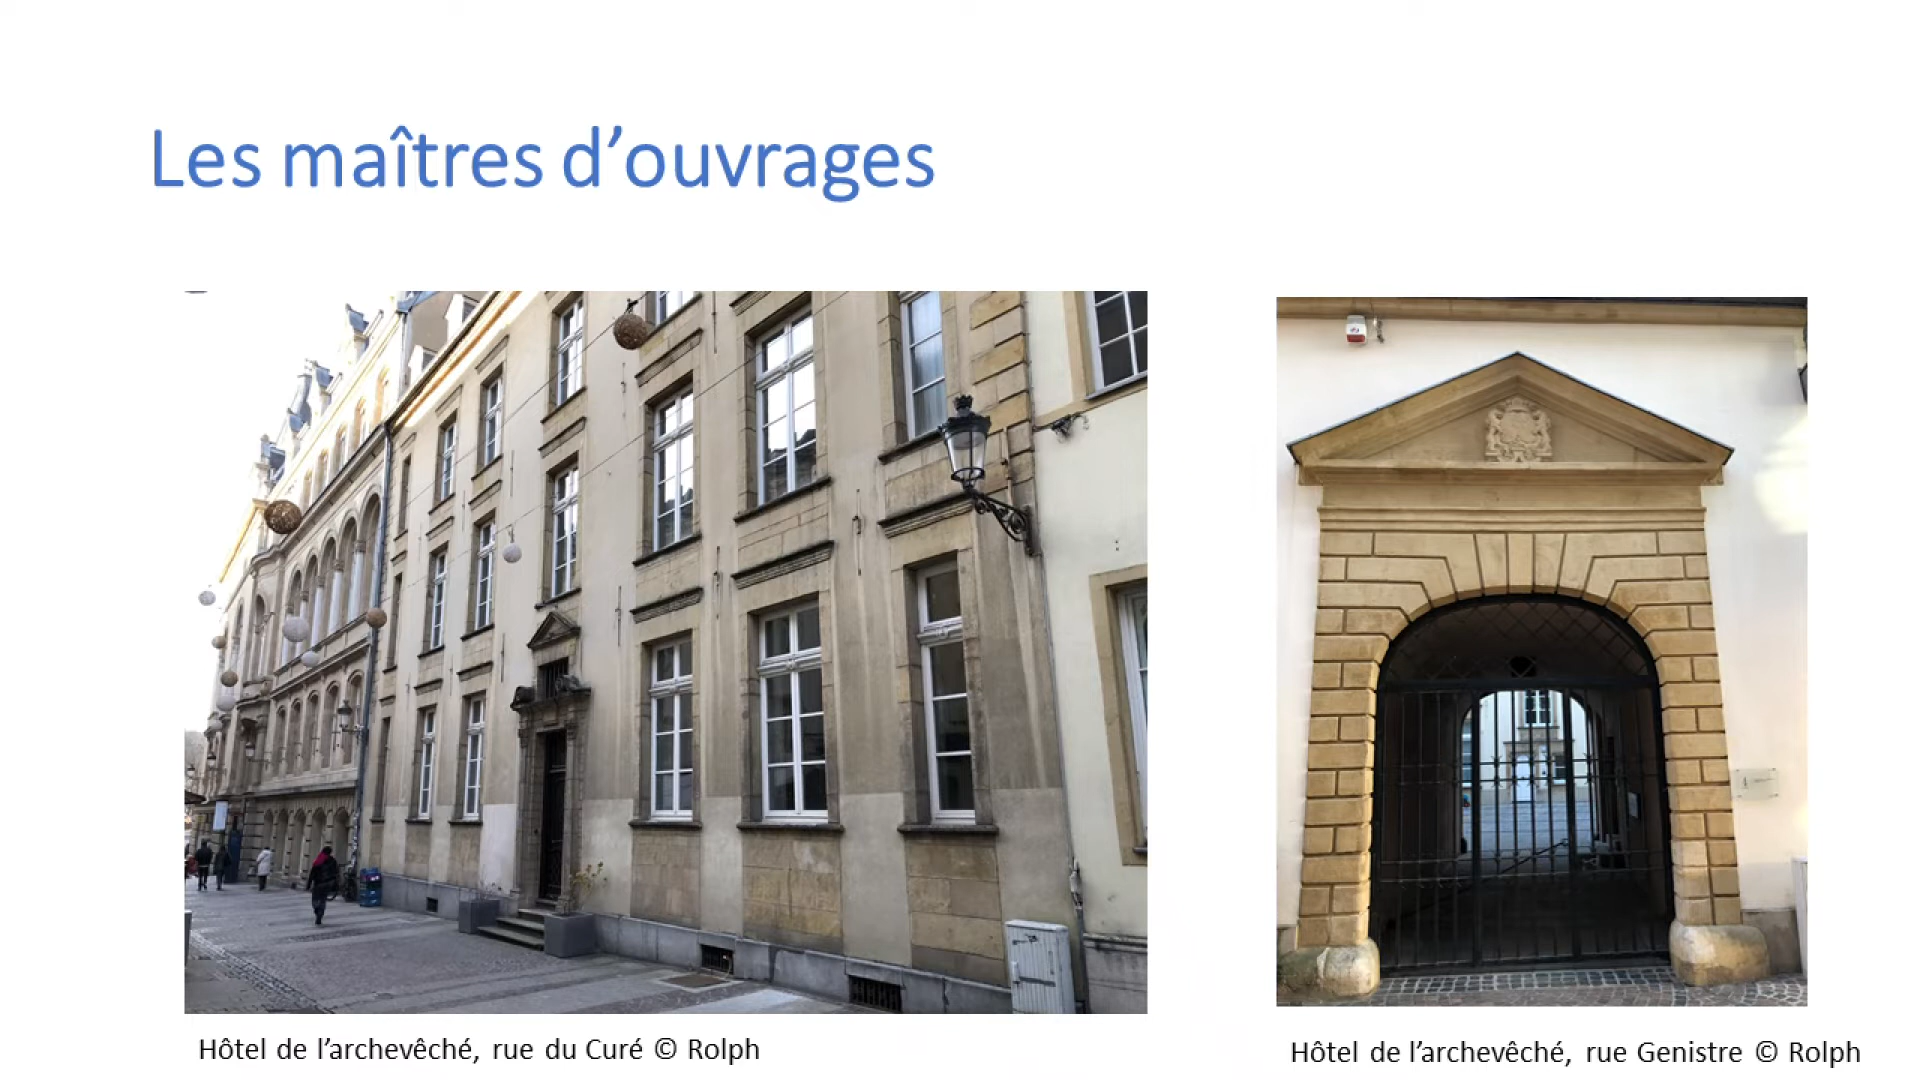 Les maîtres d’ouvrages
Hôtel de l’archevêché, rue du Curé © Rolph
Hôtel de l’archevêché, rue Genistre © Rolph